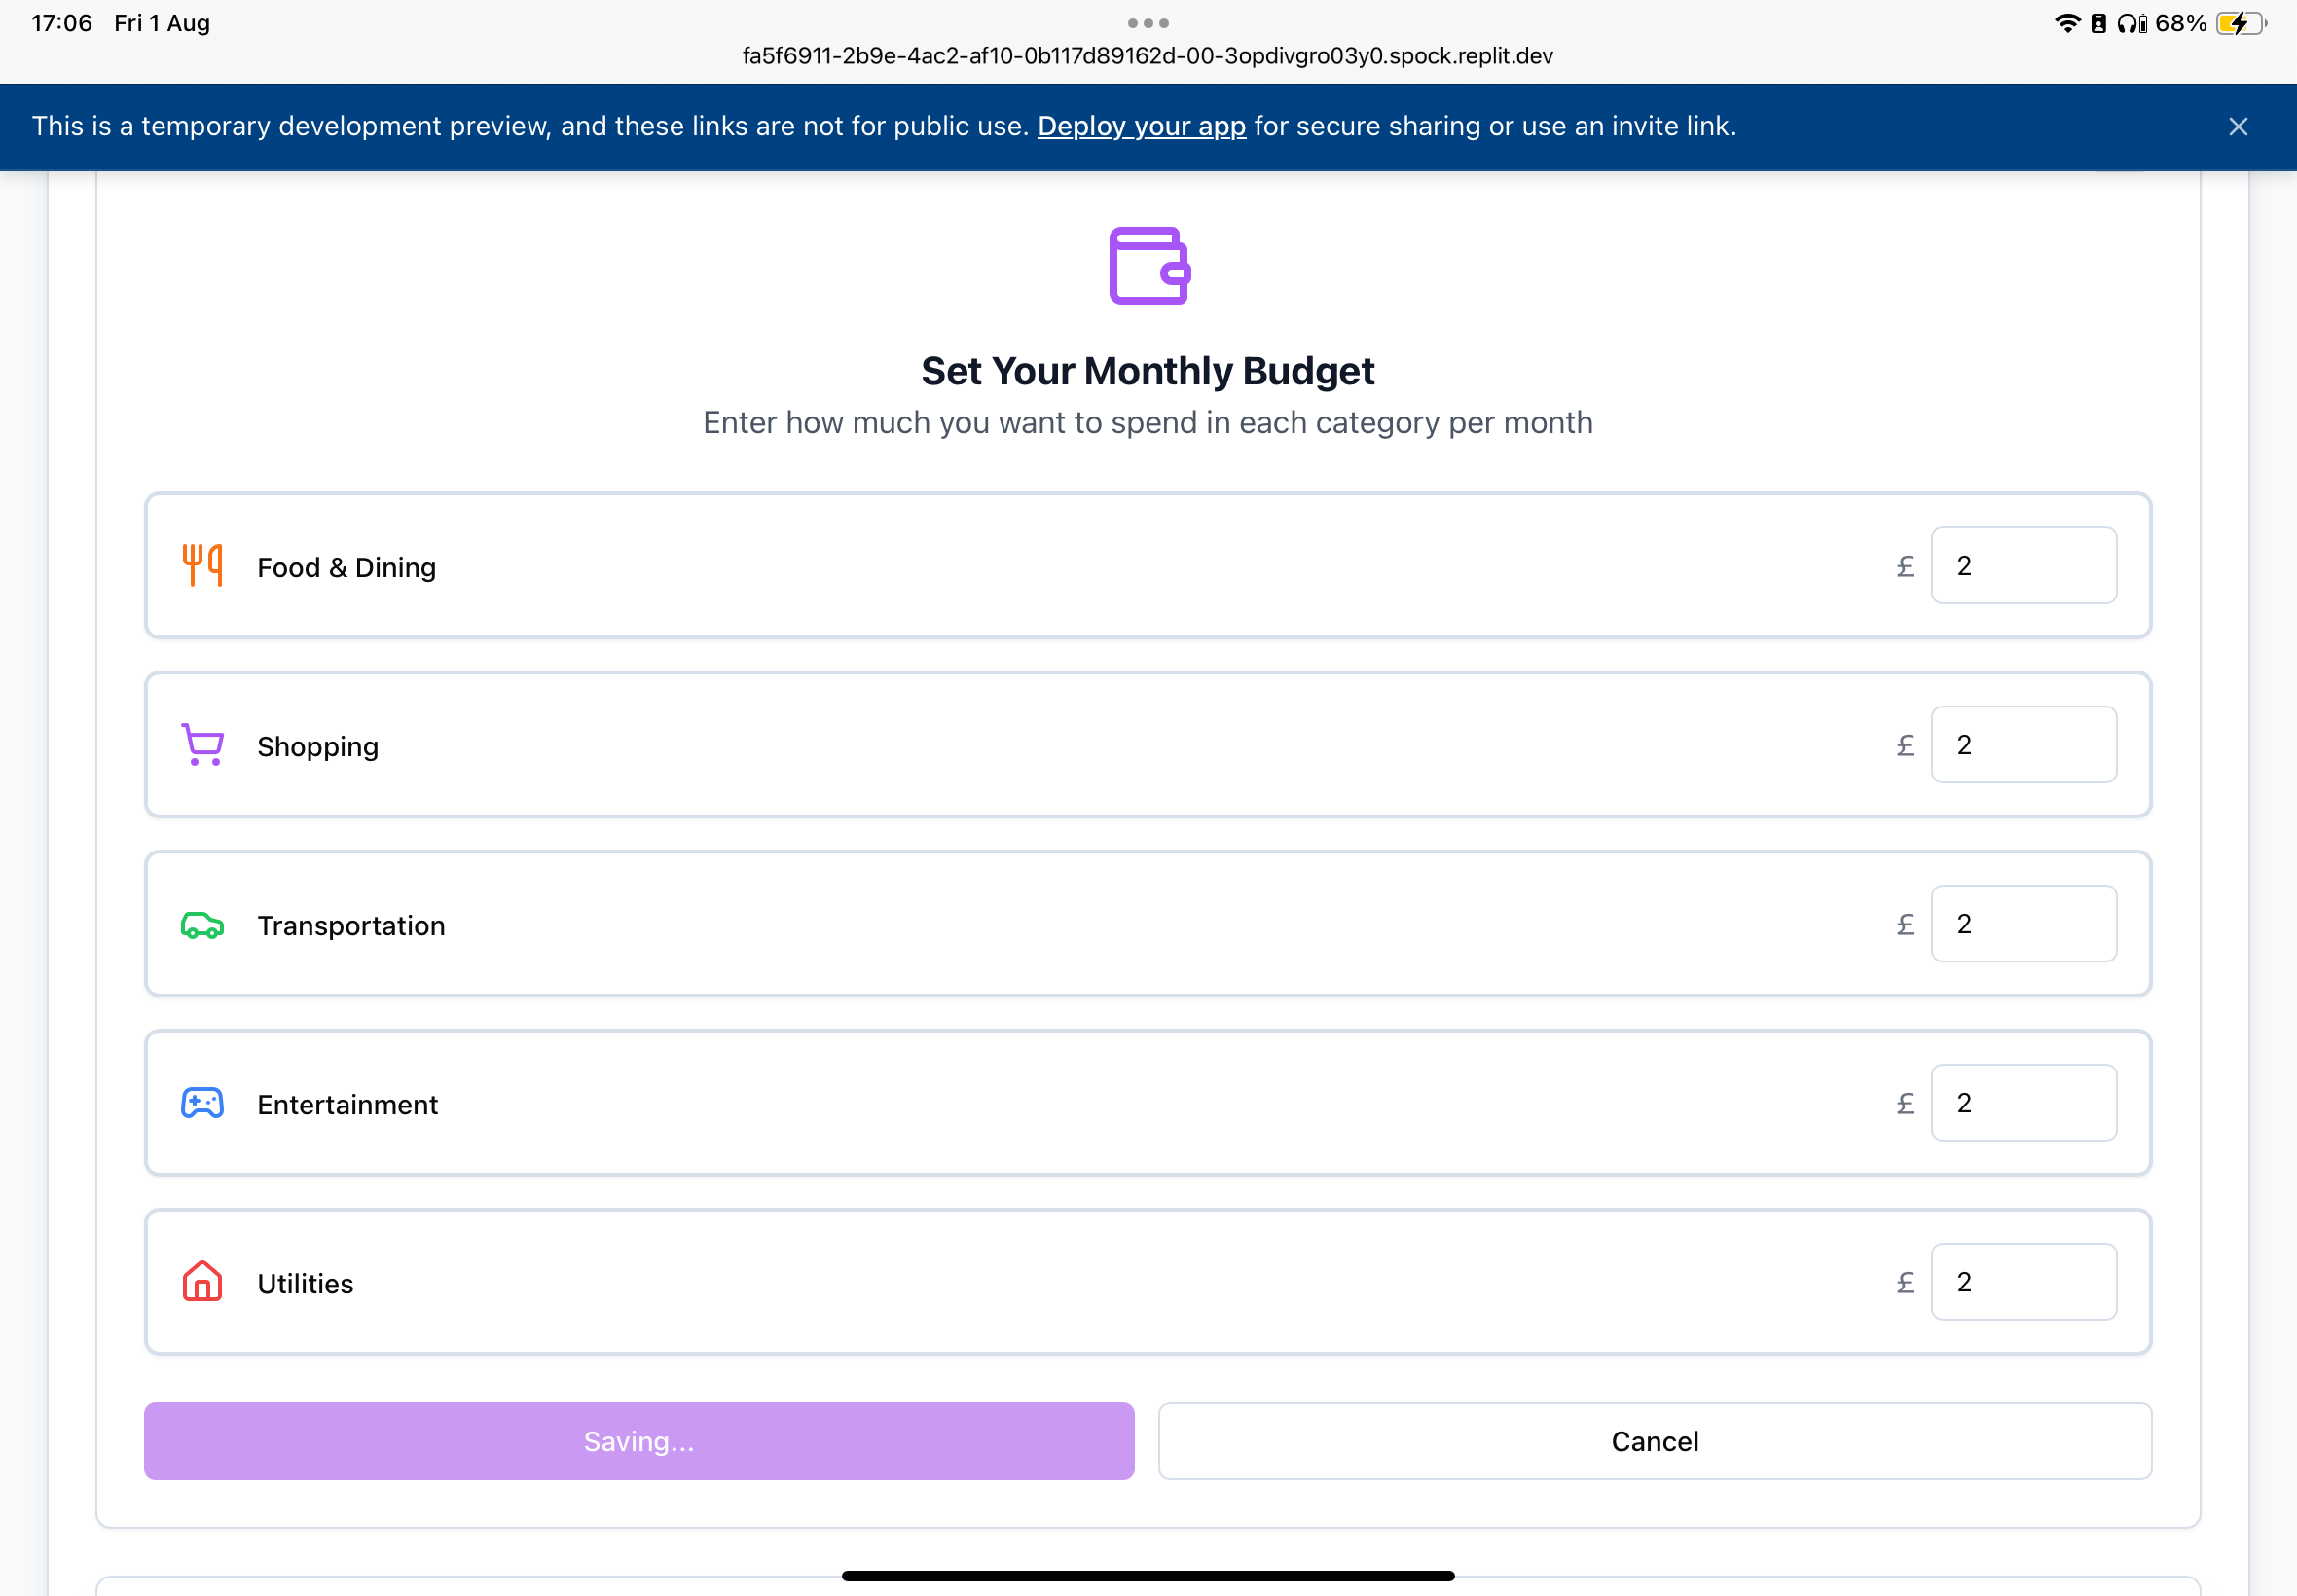 17:06 Fri 1 Aug
68%
fa5f6911-2b9e-4ac2-af10-0b117d89162d-00-3opdivgro03y0.spock.replit.dev
This is a temporary development preview, and these links are not for public use. Deploy your app for secure sharing or use an invite link.
Set Your Monthly Budget
Enter how much you want to spend in each category per month
Food & Dining £ 2
Shopping £ 2
Transportation £ 2
Entertainment £ 2
Utilities £ 2
Saving...
Cancel